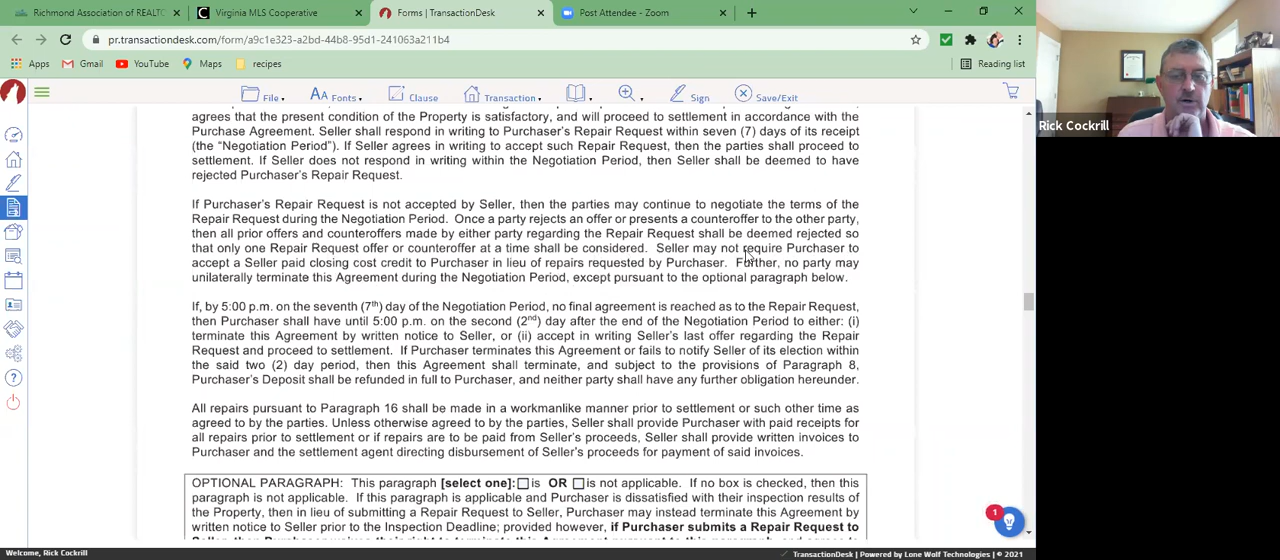 Richmond Association of REALTO
Virginia MLS Cooperative
Forms | TransactionDesk
Post Attendee - Zoom
pr.transactiondesk.com/form/a9c1e323-a2bd-44b8-95d1-241063a211b4
Apps
Gmail
YouTube
Maps
recipes
Reading list
File
Fonts
Clause
Transaction
Sign
Save/Exit
agrees that the present condition of the Property is satisfactory, and will proceed to settlement in accordance with the
Purchase Agreement. Seller will respond in writing to Purchaser's Repair Request within seven (7) days of its receipt
(the "Negotiation Period"). If Seller agrees in writing to accept such Repair Request, then the parties shall proceed to
settlement. If Seller does not respond in writing within the Negotiation Period, then Seller shall be deemed to have
rejected Purchaser's Repair Request.
If Purchaser's Repair Request is not accepted by Seller, then the parties may continue to negotiate the terms of the
Repair Request during the Negotiation Period. Once a party rejects an offer or presents a counteroffer to the other party,
then all prior offers and counteroffers made by either party regarding the Repair Request shall be deemed rejected so
that only one Repair Request offer or counteroffer at a time shall be considered. Seller may not require Purchaser to
accept a Seller paid closing cost credit to Purchaser in lieu of repairs requested by Purchaser. Further, no party may
unilaterally terminate this Agreement during the Negotiation Period, except pursuant to the optional paragraph below.
If, by 5:00 p.m. on the seventh (7th) day of the Negotiation Period, no final agreement is reached as to the Repair Request,
then Purchaser shall have until 5:00 p.m. on the second (2nd) day after the end of the Negotiation Period to either: (i)
terminate this Agreement by written notice to Seller, or (ii) accept in writing Seller's last offer regarding the Repair
Request and proceed to settlement. If Purchaser terminates this Agreement or fails to notify Seller of its election within
the said two (2) day period, then this Agreement shall terminate, and subject to the provisions of Paragraph 8,
Purchaser's Deposit shall be refunded in full to Purchaser, and neither party shall have any further obligation hereunder.
All repairs pursuant to Paragraph 16 shall be made in a workmanlike manner prior to settlement or such other time as
agreed to by the parties. Unless otherwise agreed to by the parties, Seller shall provide Purchaser with paid receipts for
all repairs prior to settlement or if repairs are to be paid from Seller's proceeds, Seller shall provide written invoices to
Purchaser and the settlement agent directing disbursement of Seller's proceeds for payment of said invoices.
OPTIONAL PARAGRAPH: This paragraph [select one]: is OR is not applicable. If no box is checked, then this
paragraph is not applicable. If this paragraph is applicable and Purchaser is dissatisfied with their inspection results of
the Property, then in lieu of submitting a Repair Request to Seller, Purchaser may instead terminate this Agreement by
written notice to Seller prior to the Inspection Deadline; provided however, if Purchaser submits a Repair Request to
1
Rick Cockrill
Welcome, Rick Cockrill
TransactionDesk | Powered by Lone Wolf Technologies | © 2021